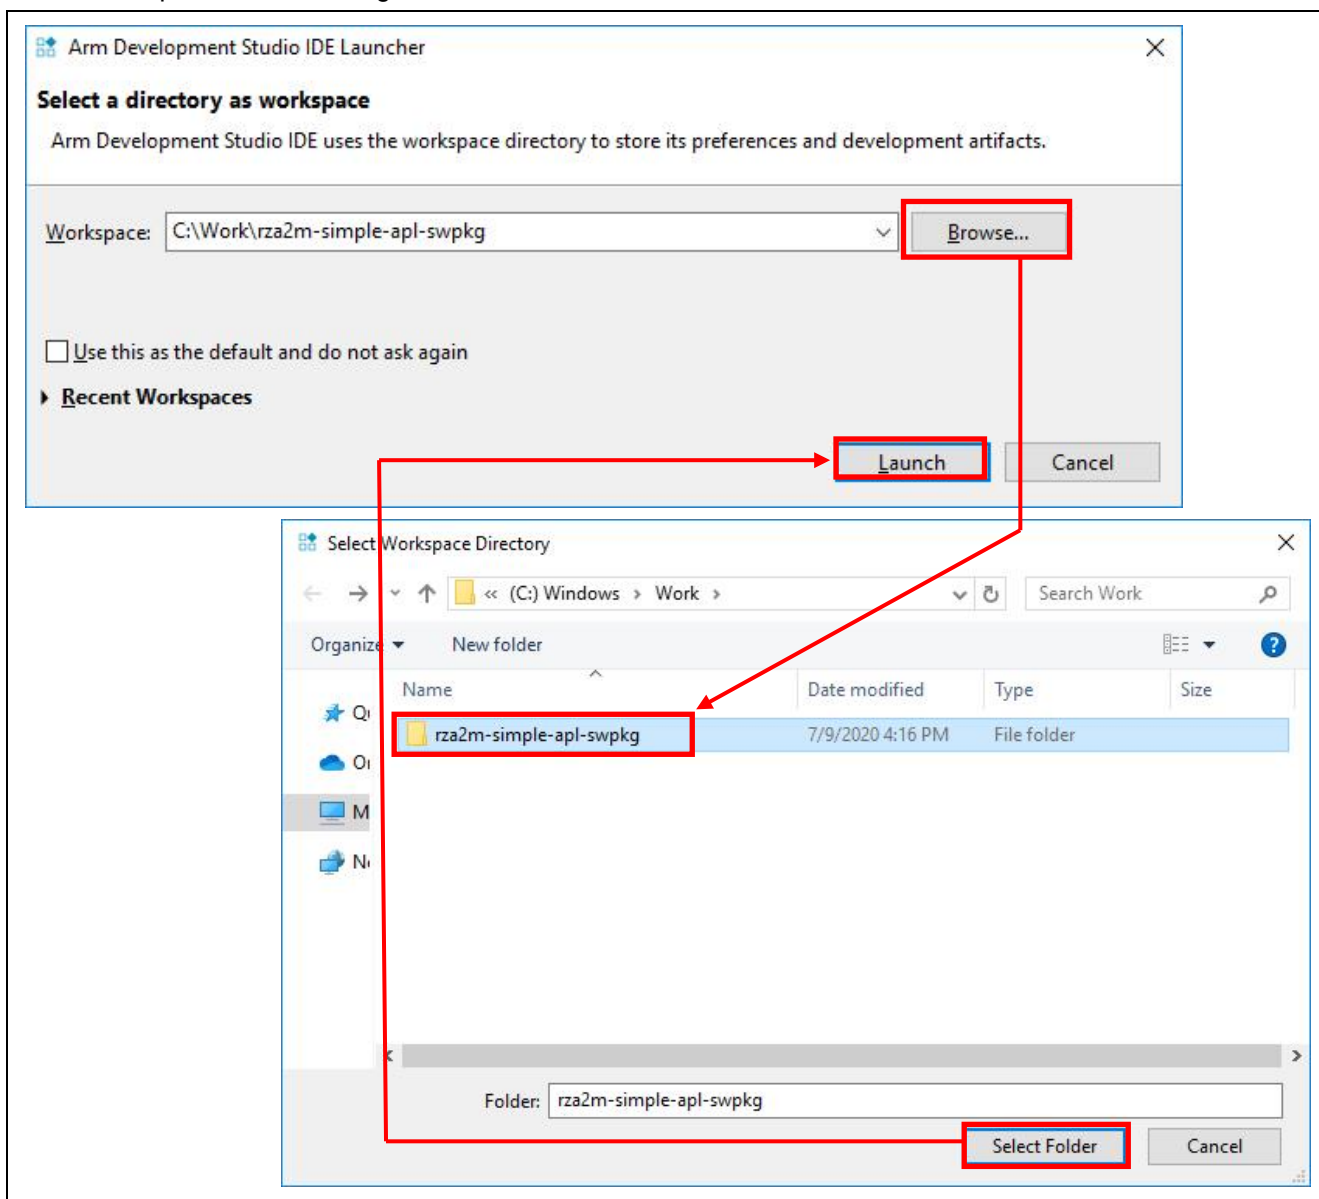 Arm Development Studio IDE Launcher
Select a directory as workspace
Arm Development Studio IDE uses the workspace directory to store its preferences and development artifacts.
Workspace: C:\Work\rza2m-simple-apl-swpkg Browse...
Use this as the default and do not ask again
Recent Workspaces
Launch Cancel
Select Workspace Directory
« (C:) Windows › Work › Search Work
Organize New folder
Name Date modified Type Size
rza2m-simple-apl-swpkg 7/9/2020 4:16 PM File folder
M
Folder: rza2m-simple-apl-swpkg
Select Folder Cancel